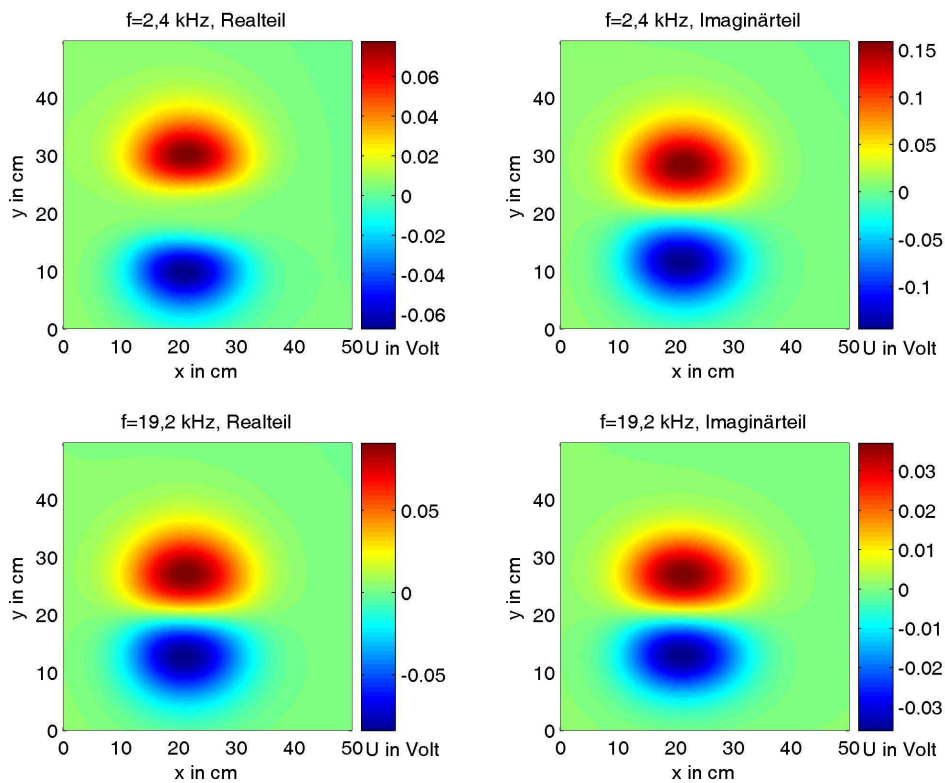 f=2,4 kHz, Realteil
y in cm
40
30
20
10
0
0 10 20 30 40 50
x in cm
0.06
0.04
0.02
0
-0.02
-0.04
-0.06
U in Volt
f=2,4 kHz, Imaginärteil
y in cm
40
30
20
10
0
0 10 20 30 40 50
x in cm
0.15
0.1
0.05
0
-0.05
-0.1
U in Volt
f=19,2 kHz, Realteil
y in cm
40
30
20
10
0
0 10 20 30 40 50
x in cm
0.05
0
-0.05
U in Volt
f=19,2 kHz, Imaginärteil
y in cm
40
30
20
10
0
0 10 20 30 40 50
x in cm
0.03
0.02
0.01
0
-0.01
-0.02
-0.03
U in Volt